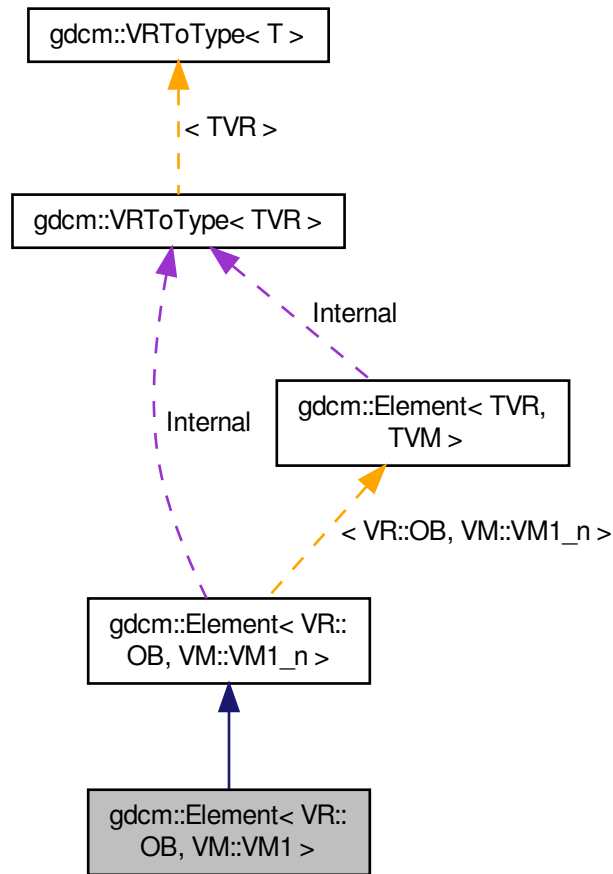 gdcm::VRToType< T >
< TVR >
gdcm::VRToType< TVR >
Internal
gdcm::Element< TVR,
TVM >
Internal
< VR::OB, VM::VM1_n >
gdcm::Element< VR::
OB, VM::VM1_n >
gdcm::Element< VR::
OB, VM::VM1 >